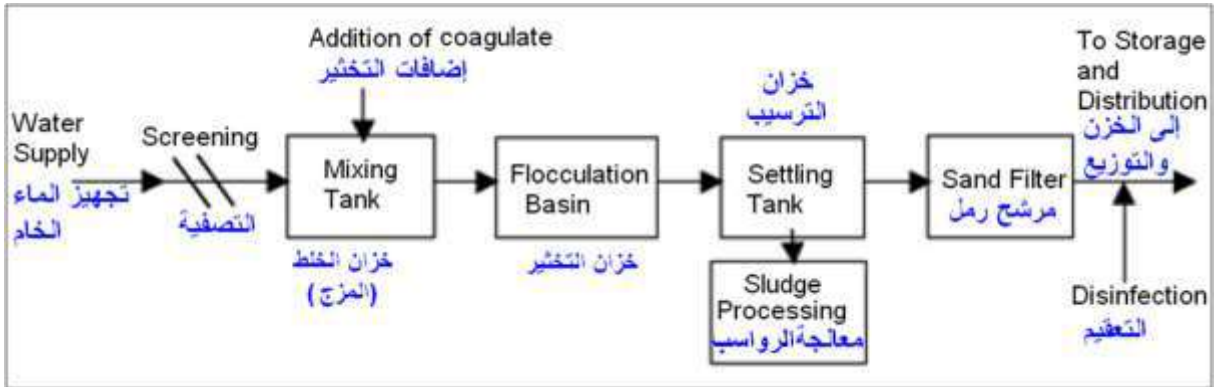 Addition of coagulate
إضافات التخثير
Water
Supply
تجهيز الماء
الخام
Screening
التصفية
Mixing
Tank
خزان الخلط
(المزج)
Flocculation
Basin
خزان التخثير
خزان
الترسيب
Settling
Tank
Sludge
Processing
معالجة الرواسب
Sand Filter
مرشح رمل
To Storage
and
Distribution
إلى الخزن
والتوزيع
Disinfection
التعقيم